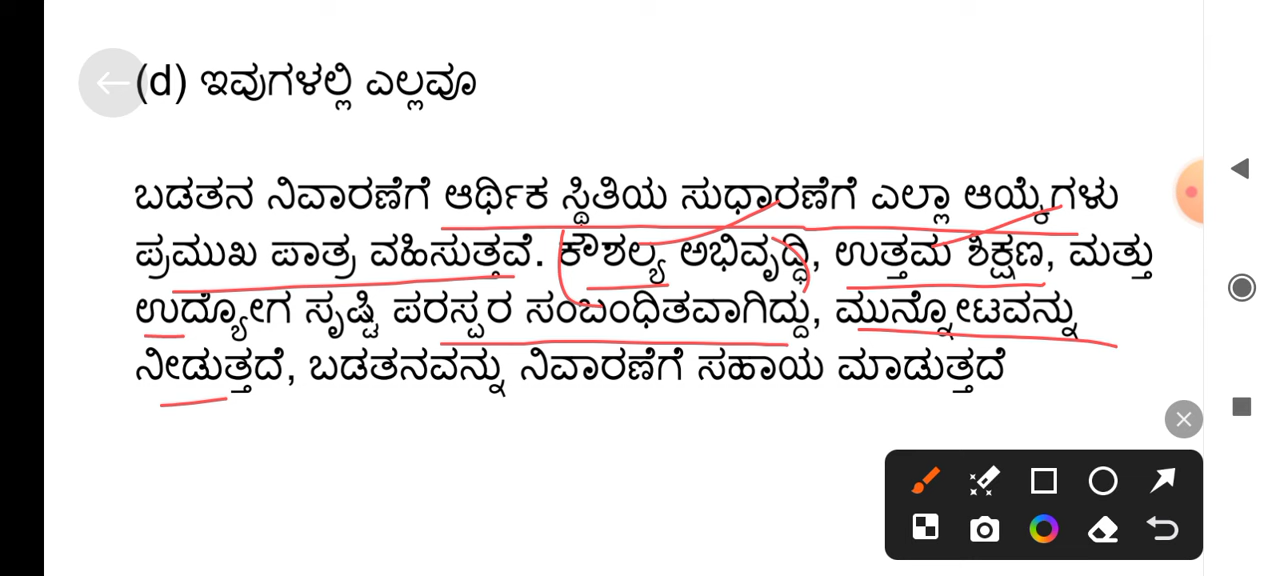 (d) ಇವುಗಳಲ್ಲಿ ಎಲ್ಲವೂ
ಬಡತನ ನಿವಾರಣೆಗೆ ಆರ್ಥಿಕ ಸ್ಥಿತಿಯ ಸುಧಾರಣೆಗೆ ಎಲ್ಲಾ ಆಯ್ಕೆಗಳು
ಪ್ರಮುಖ ಪಾತ್ರ ವಹಿಸುತ್ತವೆ. ಕೌಶಲ್ಯ ಅಭಿವೃದ್ಧಿ, ಉತ್ತಮ ಶಿಕ್ಷಣ, ಮತ್ತು
ಉದ್ಯೋಗ ಸೃಷ್ಟಿ ಪರಸ್ಪರ ಸಂಬಂಧಿತವಾಗಿದ್ದು, ಮುನ್ನೋಟವನ್ನು
ನೀಡುತ್ತದೆ, ಬಡತನವನ್ನು ನಿವಾರಣೆಗೆ ಸಹಾಯ ಮಾಡುತ್ತದೆ